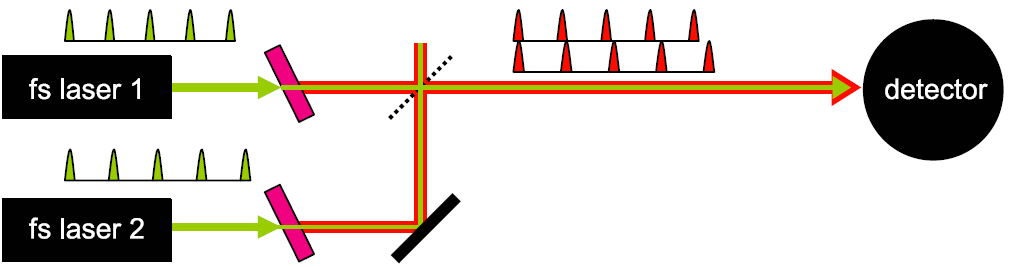 fs laser 1
detector
fs laser 2